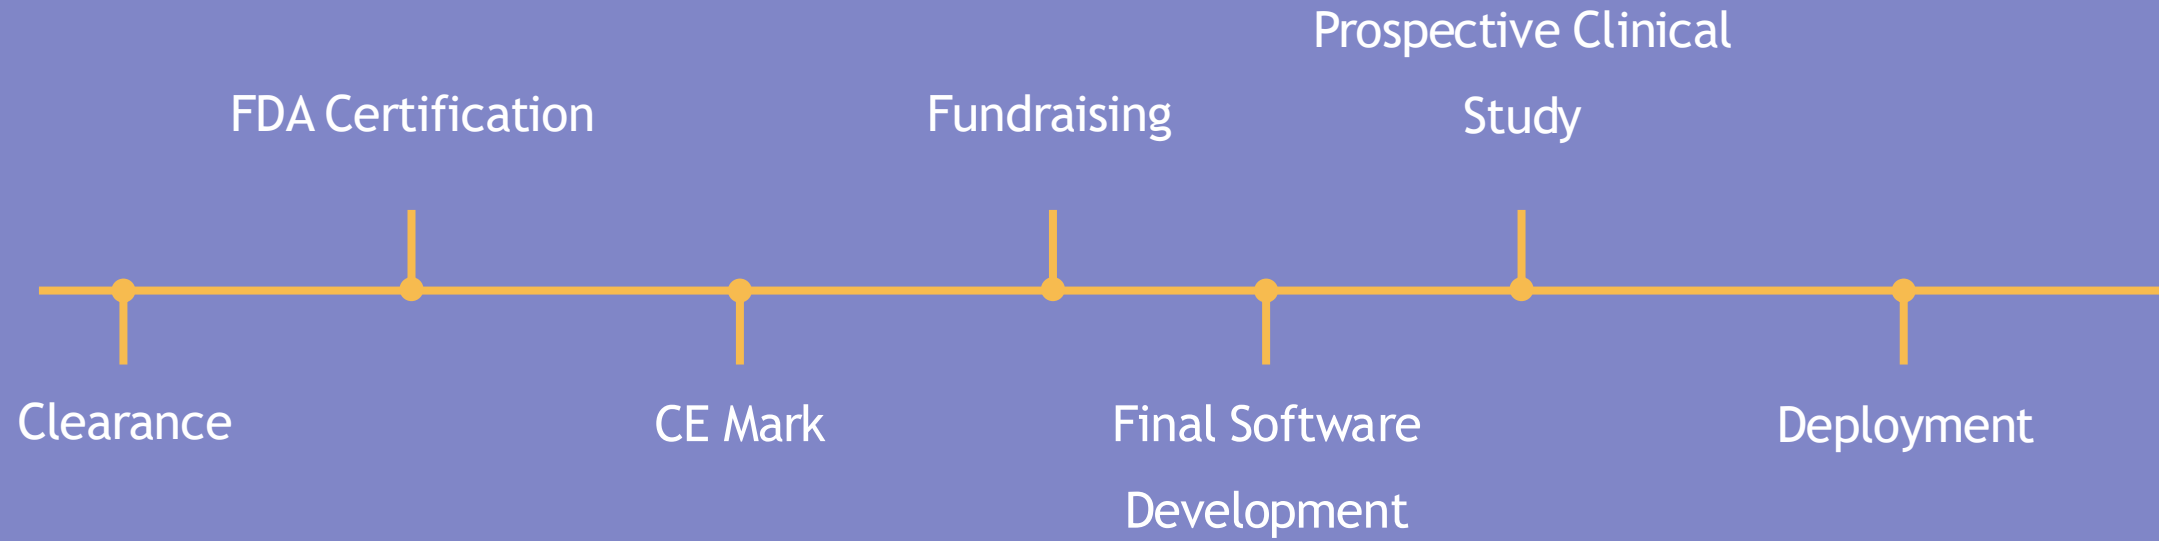 Prospective Clinical
Study
FDA Certification
Fundraising
Clearance
CE Mark
Final Software
Development
Deployment